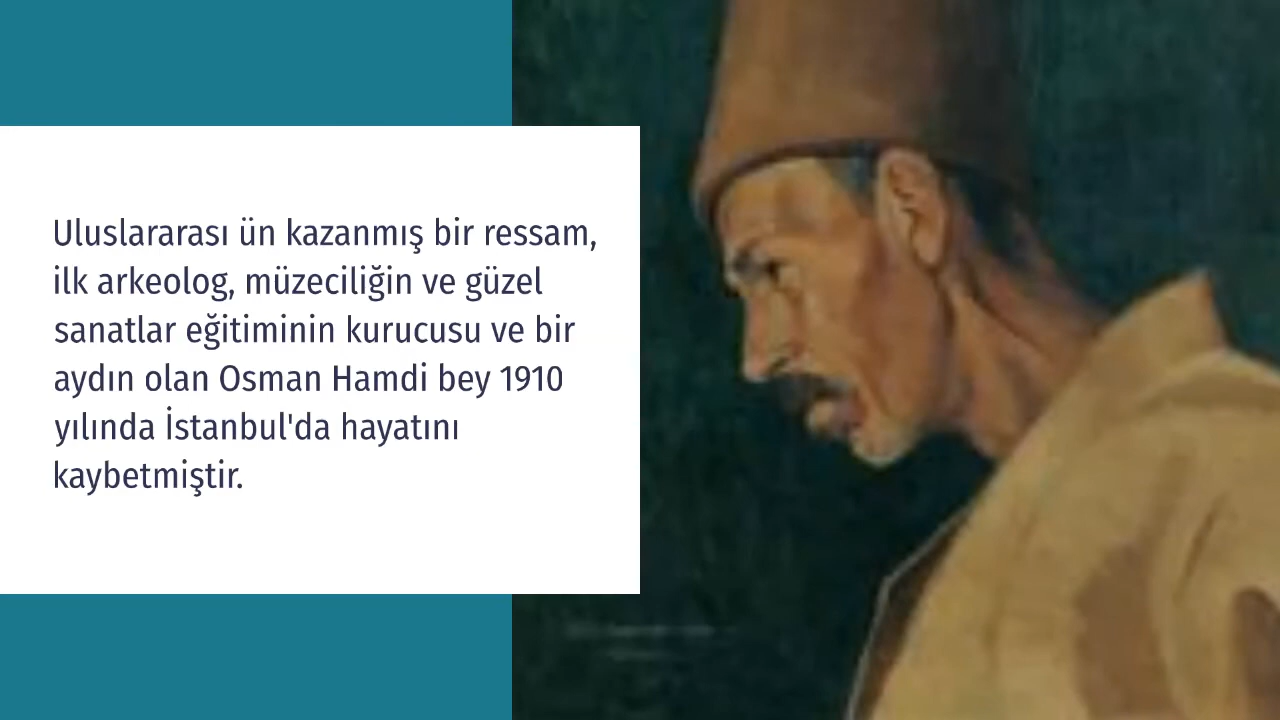 Uluslararası ün kazanmış bir ressam,
ilk arkeolog, müzeciliğin ve güzel
sanatlar eğitiminin kurucusu ve bir
aydın olan Osman Hamdi bey 1910
yılında İstanbul'da hayatını
kaybetmiştir.